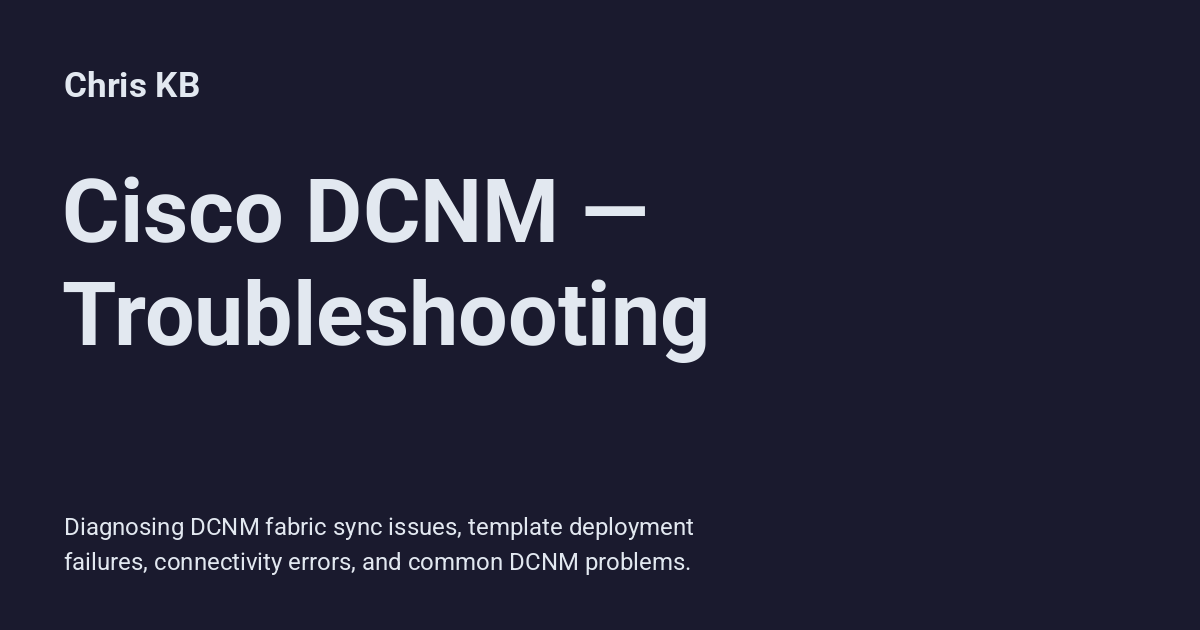 Chris KB
Cisco DCNM —
Troubleshooting
Diagnosing DCNM fabric sync issues, template deployment
failures, connectivity errors, and common DCNM problems.